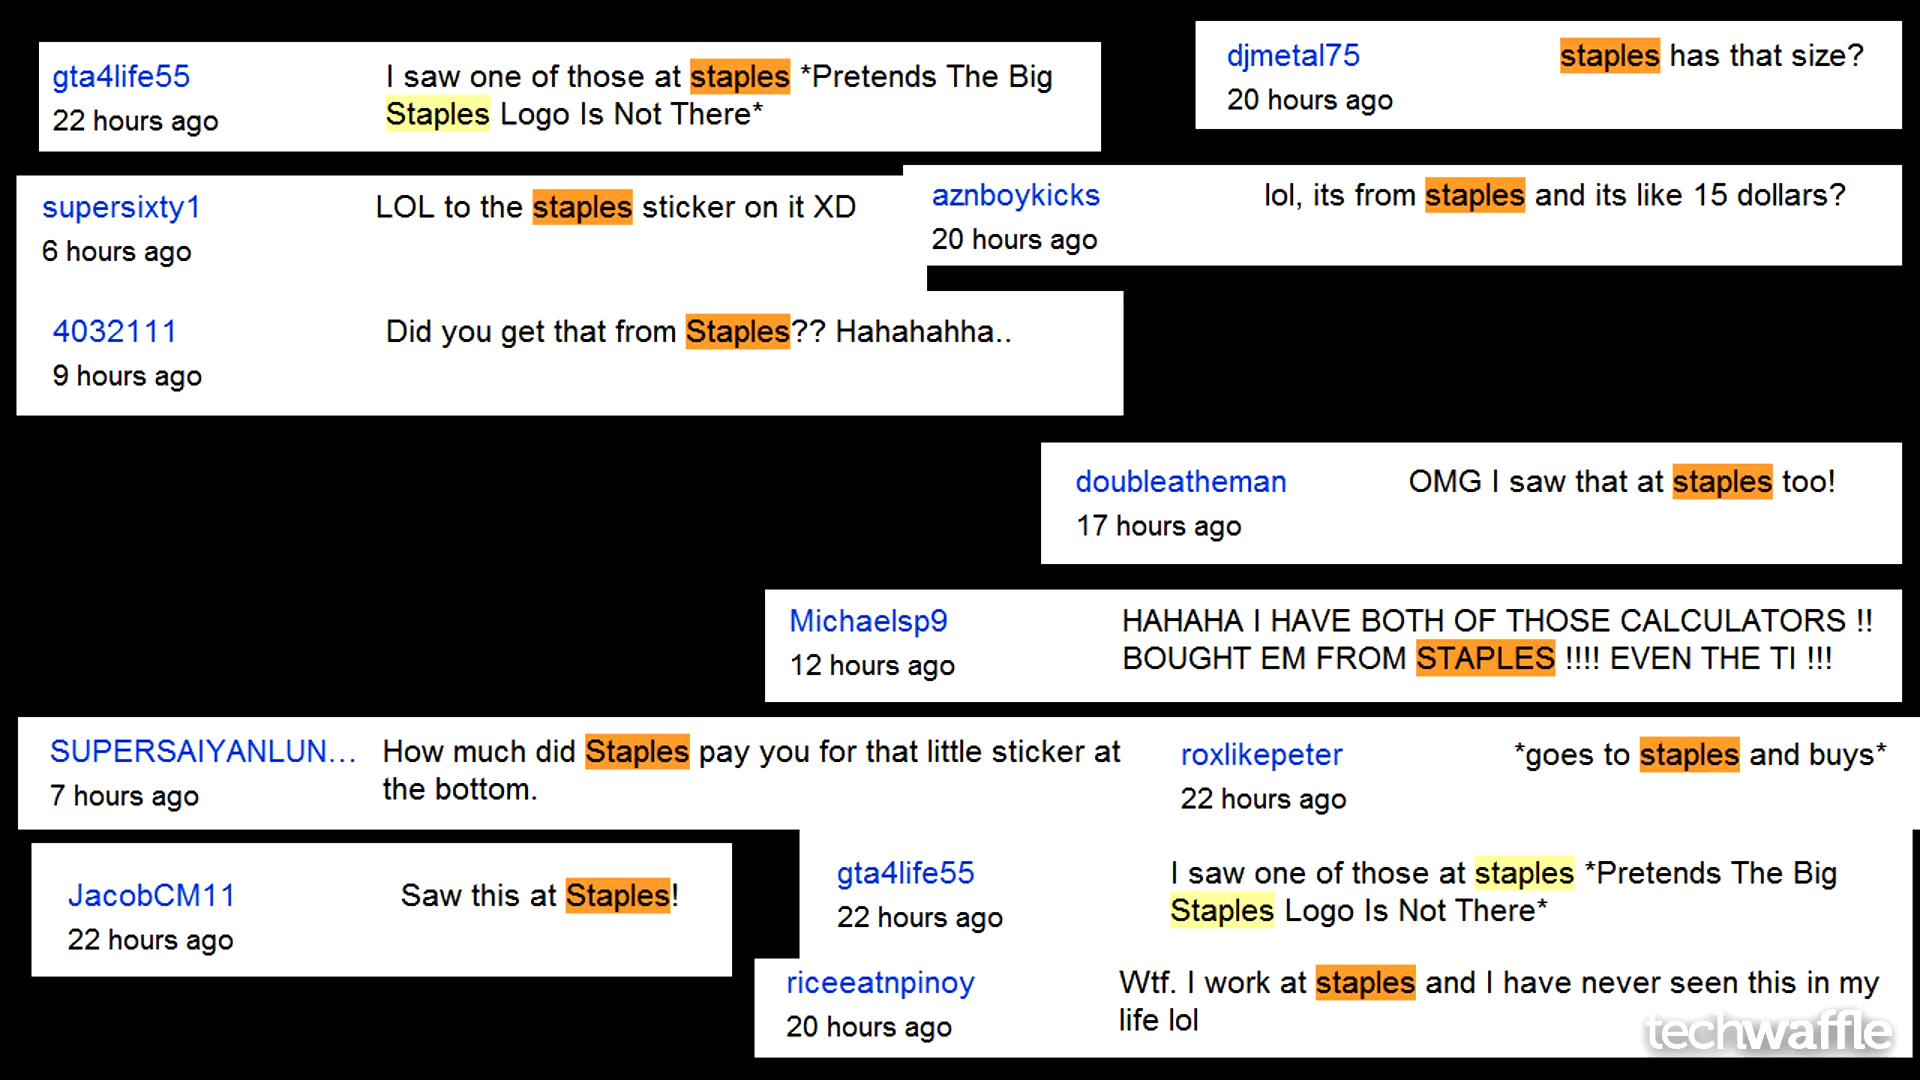 gta4life55
22 hours ago
I saw one of those at staples *Pretends The Big
Staples Logo Is Not There*
djmetal75
20 hours ago
staples has that size?
supersixty1
6 hours ago
LOL to the staples sticker on it XD
aznboykicks
20 hours ago
lol, its from staples and its like 15 dollars?
4032111
9 hours ago
Did you get that from Staples?? Hahahahha..
doubleatheman
17 hours ago
OMG I saw that at staples too!
Michaelsp9
12 hours ago
HAHAHA I HAVE BOTH OF THOSE CALCULATORS !!
BOUGHT EM FROM STAPLES !!!! EVEN THE TI !!!
SUPERSAIYANLUN...
7 hours ago
How much did Staples pay you for that little sticker at
the bottom.
roxlikepeter
22 hours ago
*goes to staples and buys*
JacobCM11
22 hours ago
Saw this at Staples!
gta4life55
22 hours ago
I saw one of those at staples *Pretends The Big
Staples Logo Is Not There*
riceeatnpinoy
20 hours ago
Wtf. I work at staples and I have never seen this in my
life lol
techwaffle